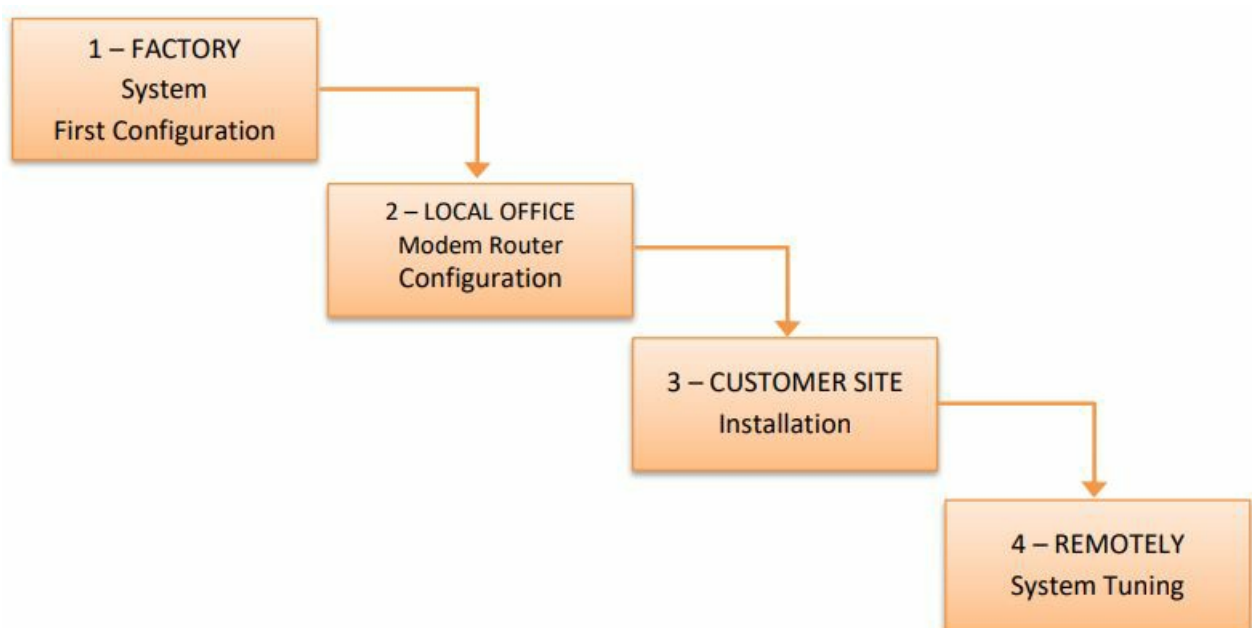 1 – FACTORY
System
First Configuration
2 – LOCAL OFFICE
Modem Router
Configuration
3 – CUSTOMER SITE
Installation
4 – REMOTELY
System Tuning